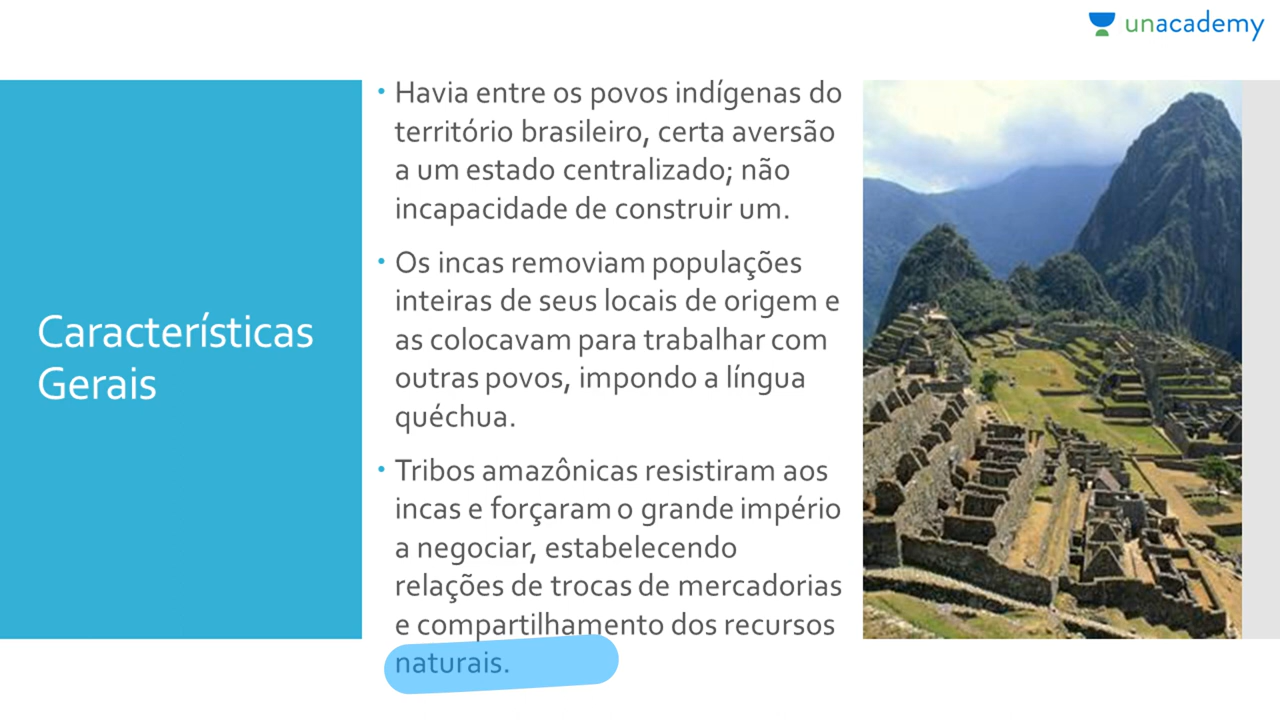 unacademy
Características
Gerais
• Havia entre os povos indígenas do
território brasileiro, certa aversão
a um estado centralizado; não
incapacidade de construir um.
• Os incas removiam populações
inteiras de seus locais de origem e
as colocavam para trabalhar com
outras povos, impondo a língua
quéchua.
• Tribos amazônicas resistiram aos
incas e forçaram o grande império
a negociar, estabelecendo
relações de trocas de mercadorias
e compartilhamento dos recursos
naturais.